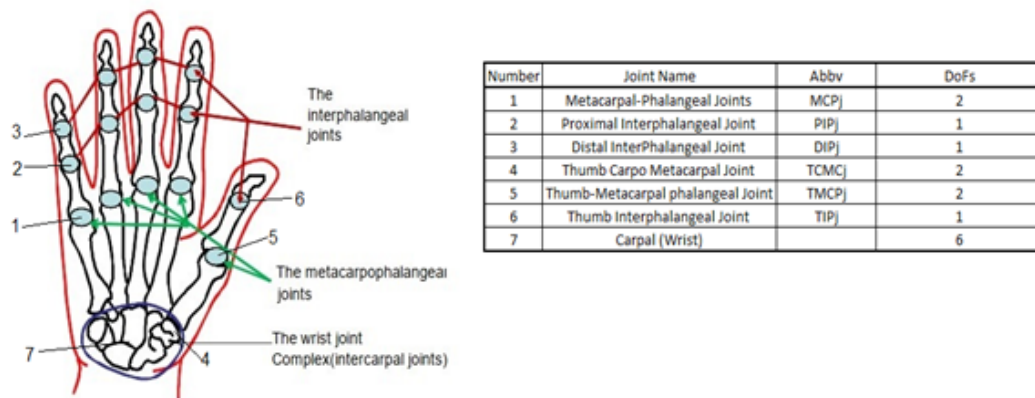 The
interphalangeal
joints
3
2
1
6
5
The metacarpophalangeal
joints
The wrist joint
Complex(intercarpal joints)
7
4
Number Joint Name Abbv DoFs
1 Metacarpal-Phalangeal Joints MCPj 2
2 Proximal Interphalangeal Joint PIPj 1
3 Distal InterPhalangeal Joint DIPj 1
4 Thumb Carpo Metacarpal Joint TCMCj 2
5 Thumb-Metacarpal phalangeal Joint TMCPj 2
6 Thumb Interphalangeal Joint TIPj 1
7 Carpal (Wrist) 6